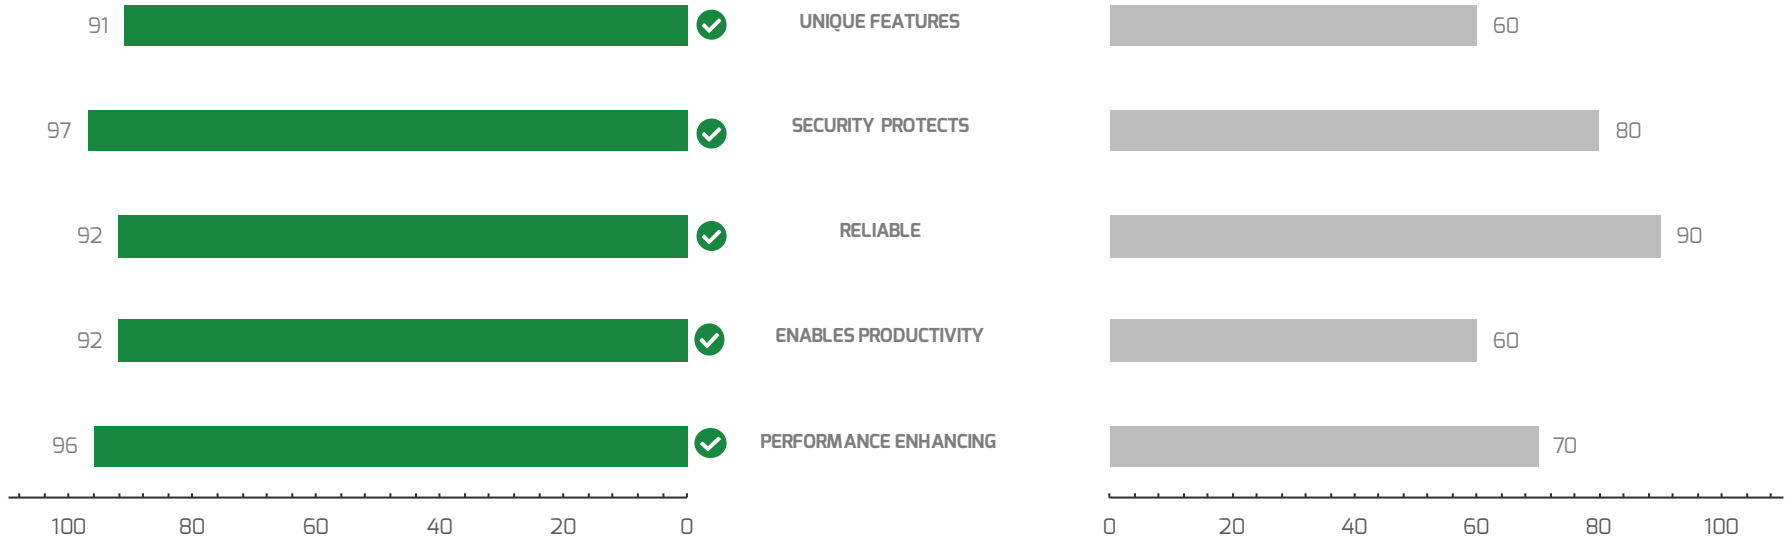 91 UNIQUE FEATURES 60
97 SECURITY PROTECTS 80
92 RELIABLE 90
92 ENABLES PRODUCTIVITY 60
96 PERFORMANCE ENHANCING 70
100 80 60 40 20 0 0 20 40 60 80 100